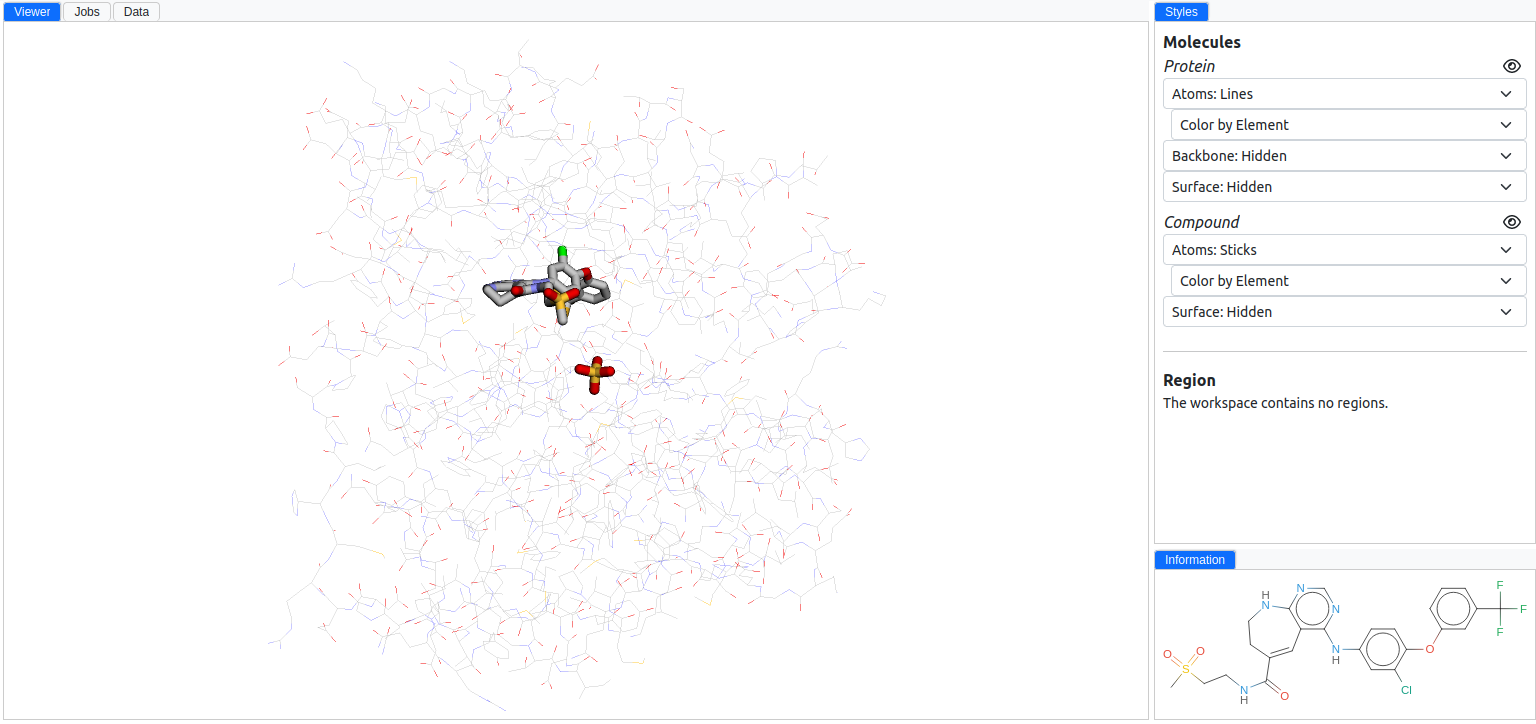 Viewer Jobs Data
Styles
Molecules
Protein
Atoms: Lines
Color by Element
Backbone: Hidden
Surface: Hidden
Compound
Atoms: Sticks
Color by Element
Surface: Hidden
Region
The workspace contains no regions.
Information
H
N
N
N
F
F
F
N
H
O
Cl
O
O
S
N
H
O